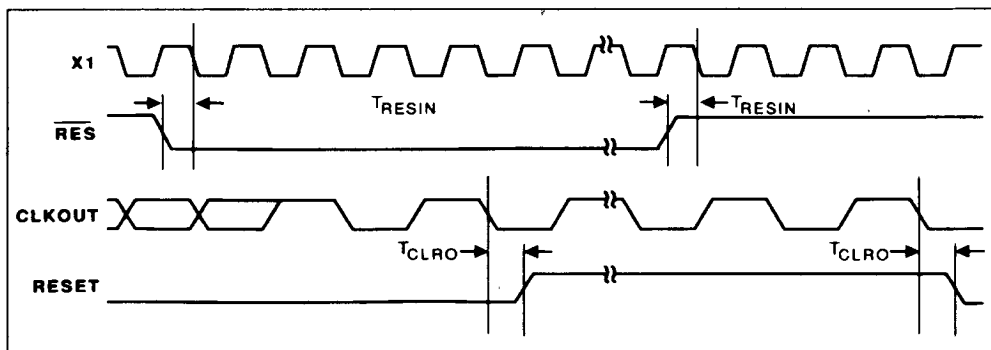 X1
T_RESIN T_RESIN
RES
CLKOUT
T_CLRO T_CLRO
RESET